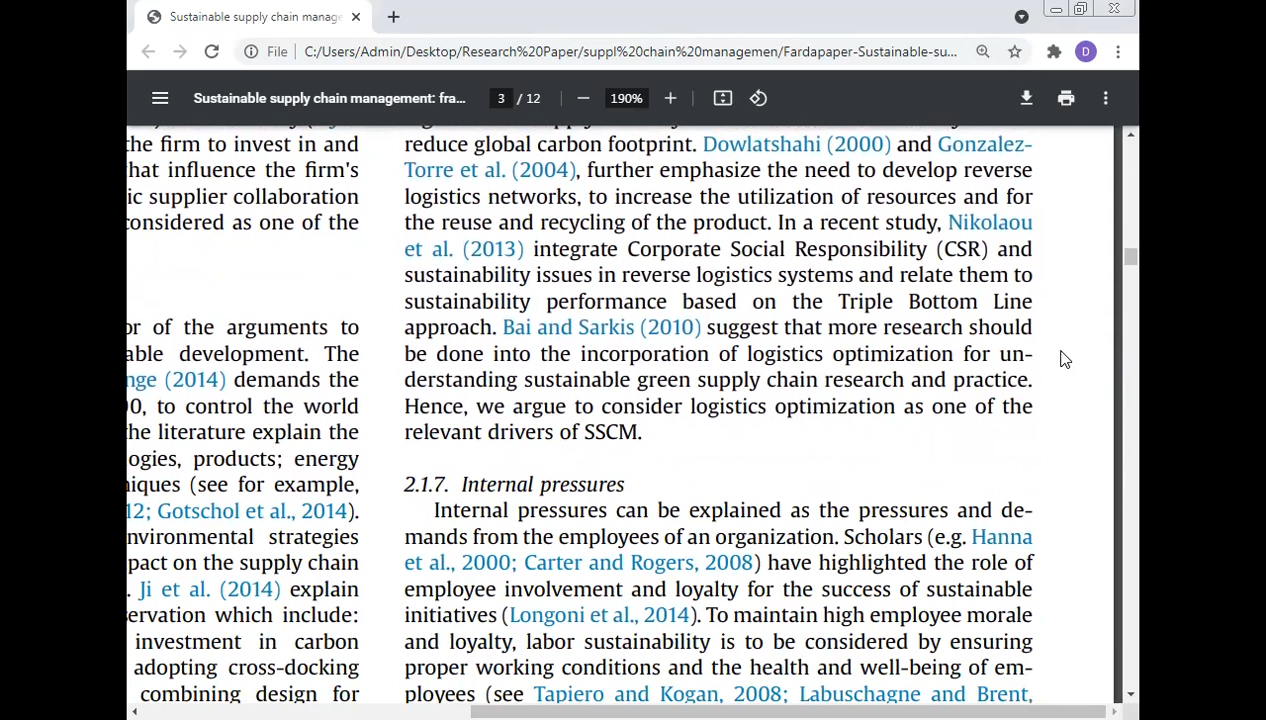 Sustainable supply chain manage
File
C:/Users/Admin/Desktop/Research%20Paper/suppl%20chain%20managemen/Fardapaper-Sustainable-su...
D
Sustainable supply chain management: fra...
3 / 12
190%
the firm to invest in and
hat influence the firm's
ic supplier collaboration
considered as one of the
or of the arguments to
able development. The
nge (2014) demands the
00, to control the world
the literature explain the
ogies, products; energy
niques (see for example,
12; Gotschol et al., 2014).
nvironmental strategies
pact on the supply chain
. Ji et al. (2014) explain
servation which include:
investment in carbon
adopting cross-docking
combining design for
reduce global carbon footprint. Dowlatshahi (2000) and Gonzalez-
Torre et al. (2004), further emphasize the need to develop reverse
logistics networks, to increase the utilization of resources and for
the reuse and recycling of the product. In a recent study, Nikolaou
et al. (2013) integrate Corporate Social Responsibility (CSR) and
sustainability issues in reverse logistics systems and relate them to
sustainability performance based on the Triple Bottom Line
approach. Bai and Sarkis (2010) suggest that more research should
be done into the incorporation of logistics optimization for un-
derstanding sustainable green supply chain research and practice.
Hence, we argue to consider logistics optimization as one of the
relevant drivers of SSCM.
2.1.7. Internal pressures
Internal pressures can be explained as the pressures and de-
mands from the employees of an organization. Scholars (e.g. Hanna
et al., 2000; Carter and Rogers, 2008) have highlighted the role of
employee involvement and loyalty for the success of sustainable
initiatives (Longoni et al., 2014). To maintain high employee morale
and loyalty, labor sustainability is to be considered by ensuring
proper working conditions and the health and well-being of em-
ployees (see Tapiero and Kogan, 2008; Labuschagne and Brent,